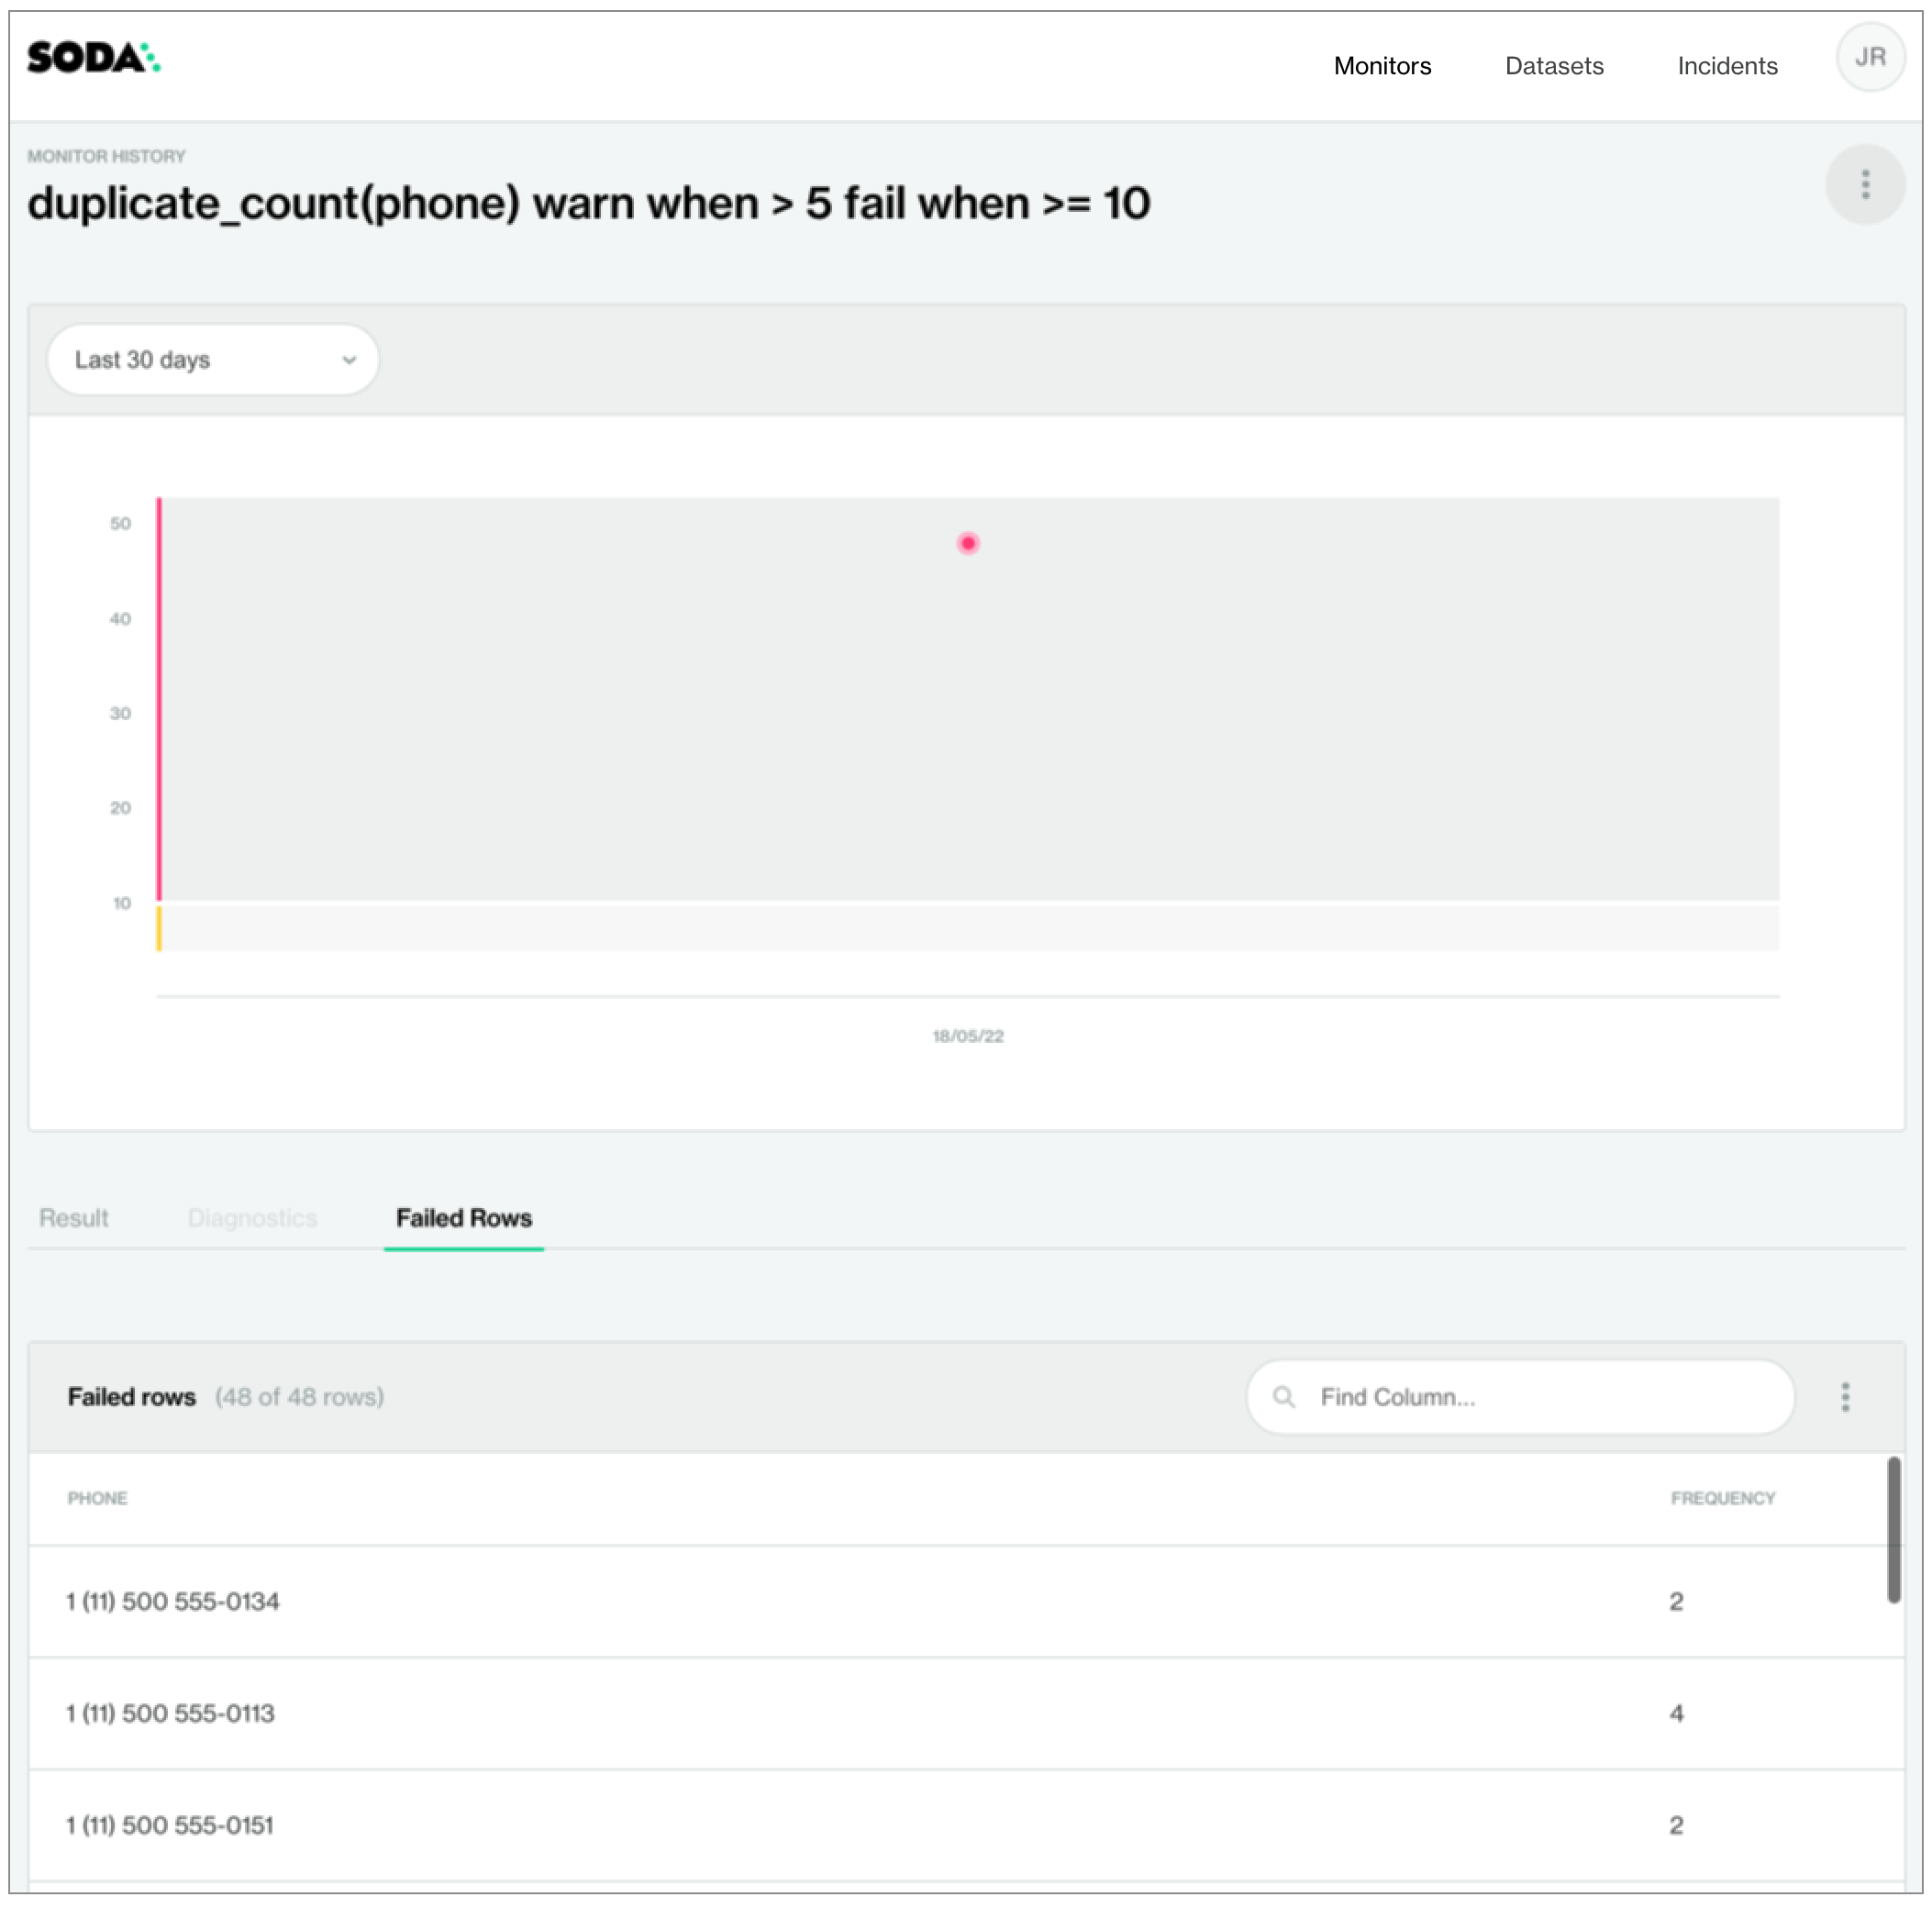 SODA
Monitors Datasets Incidents JR
MONITOR HISTORY
duplicate_count(phone) warn when > 5 fail when >= 10
Last 30 days
50
40
30
20
10
18/05/22
Result Diagnostics Failed Rows
Failed rows (48 of 48 rows) Find Column...
PHONE FREQUENCY
1 (11) 500 555-0134 2
1 (11) 500 555-0113 4
1 (11) 500 555-0151 2